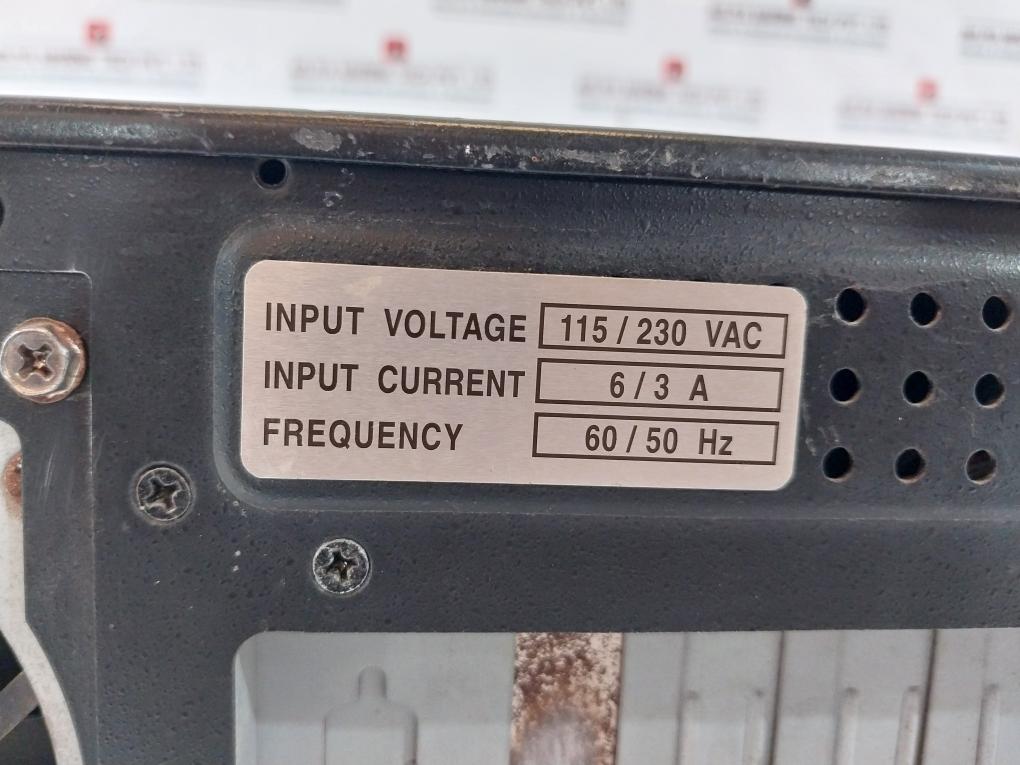 INPUT VOLTAGE 115 / 230 VAC
INPUT CURRENT 6 / 3 A
FREQUENCY 60 / 50 Hz